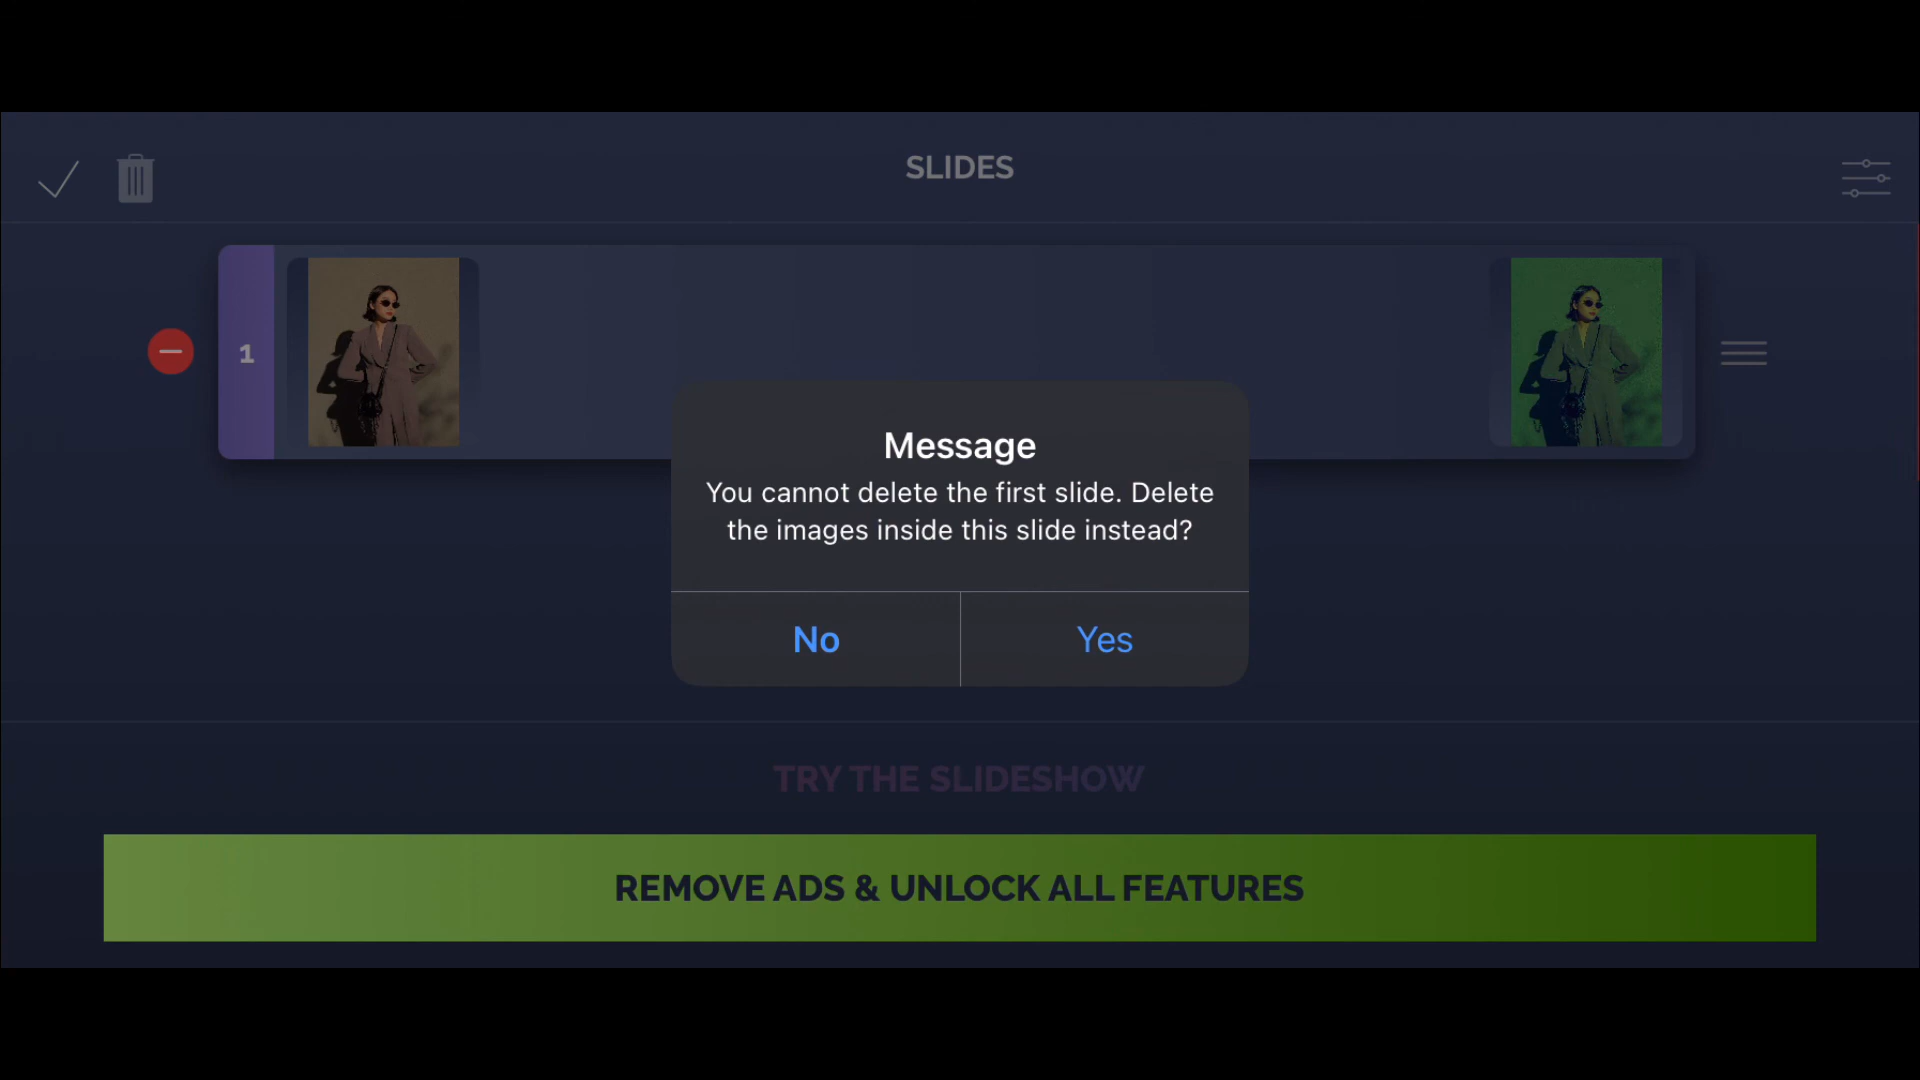 SLIDES
1
Message
You cannot delete the first slide. Delete
the images inside this slide instead?
No
Yes
TRY THE SLIDESHOW
REMOVE ADS & UNLOCK ALL FEATURES